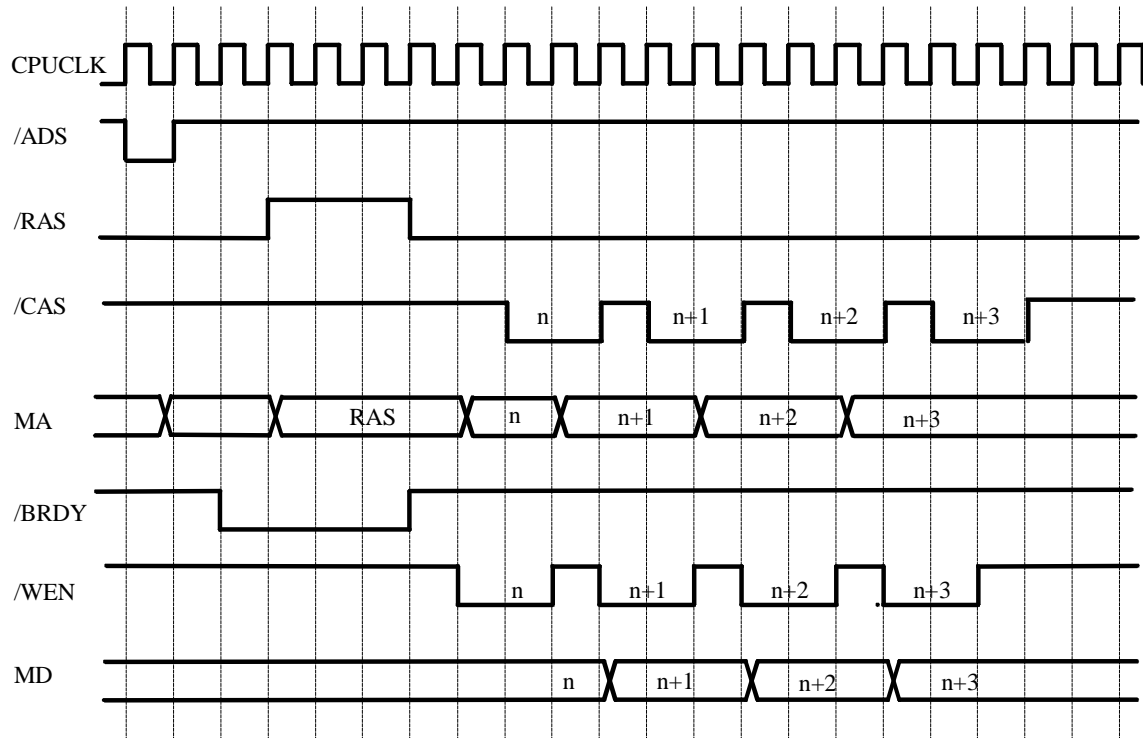 CPUCLK
/ADS
/RAS
/CAS n n+1 n+2 n+3
MA RAS n n+1 n+2 n+3
/BRDY
/WEN n n+1 n+2 n+3
MD n n+1 n+2 n+3